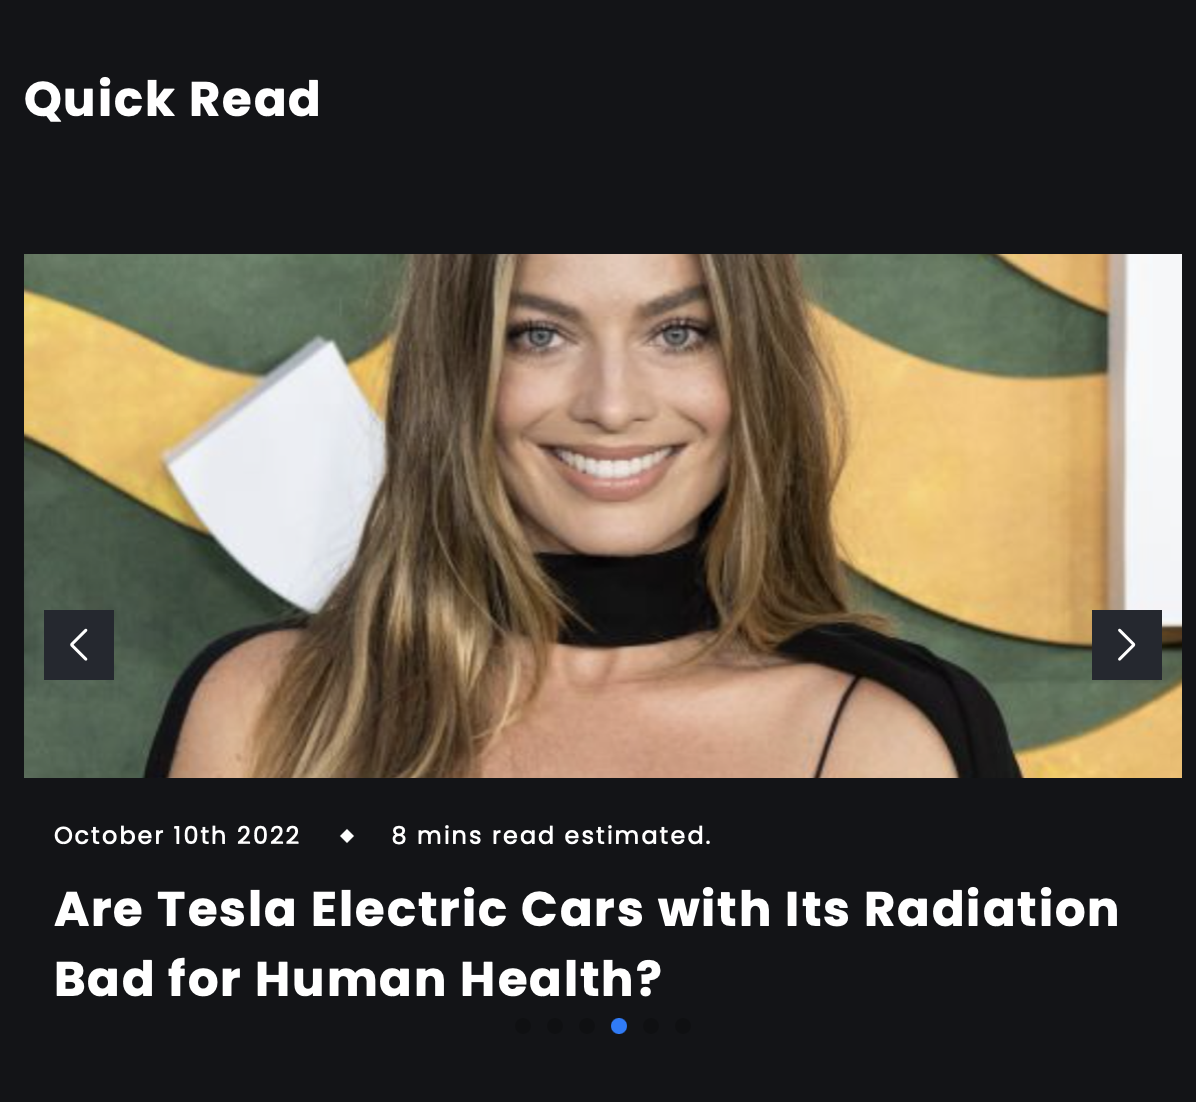 Quick Read
October 10th 2022 ◆ 8 mins read estimated.
Are Tesla Electric Cars with Its Radiation
Bad for Human Health?